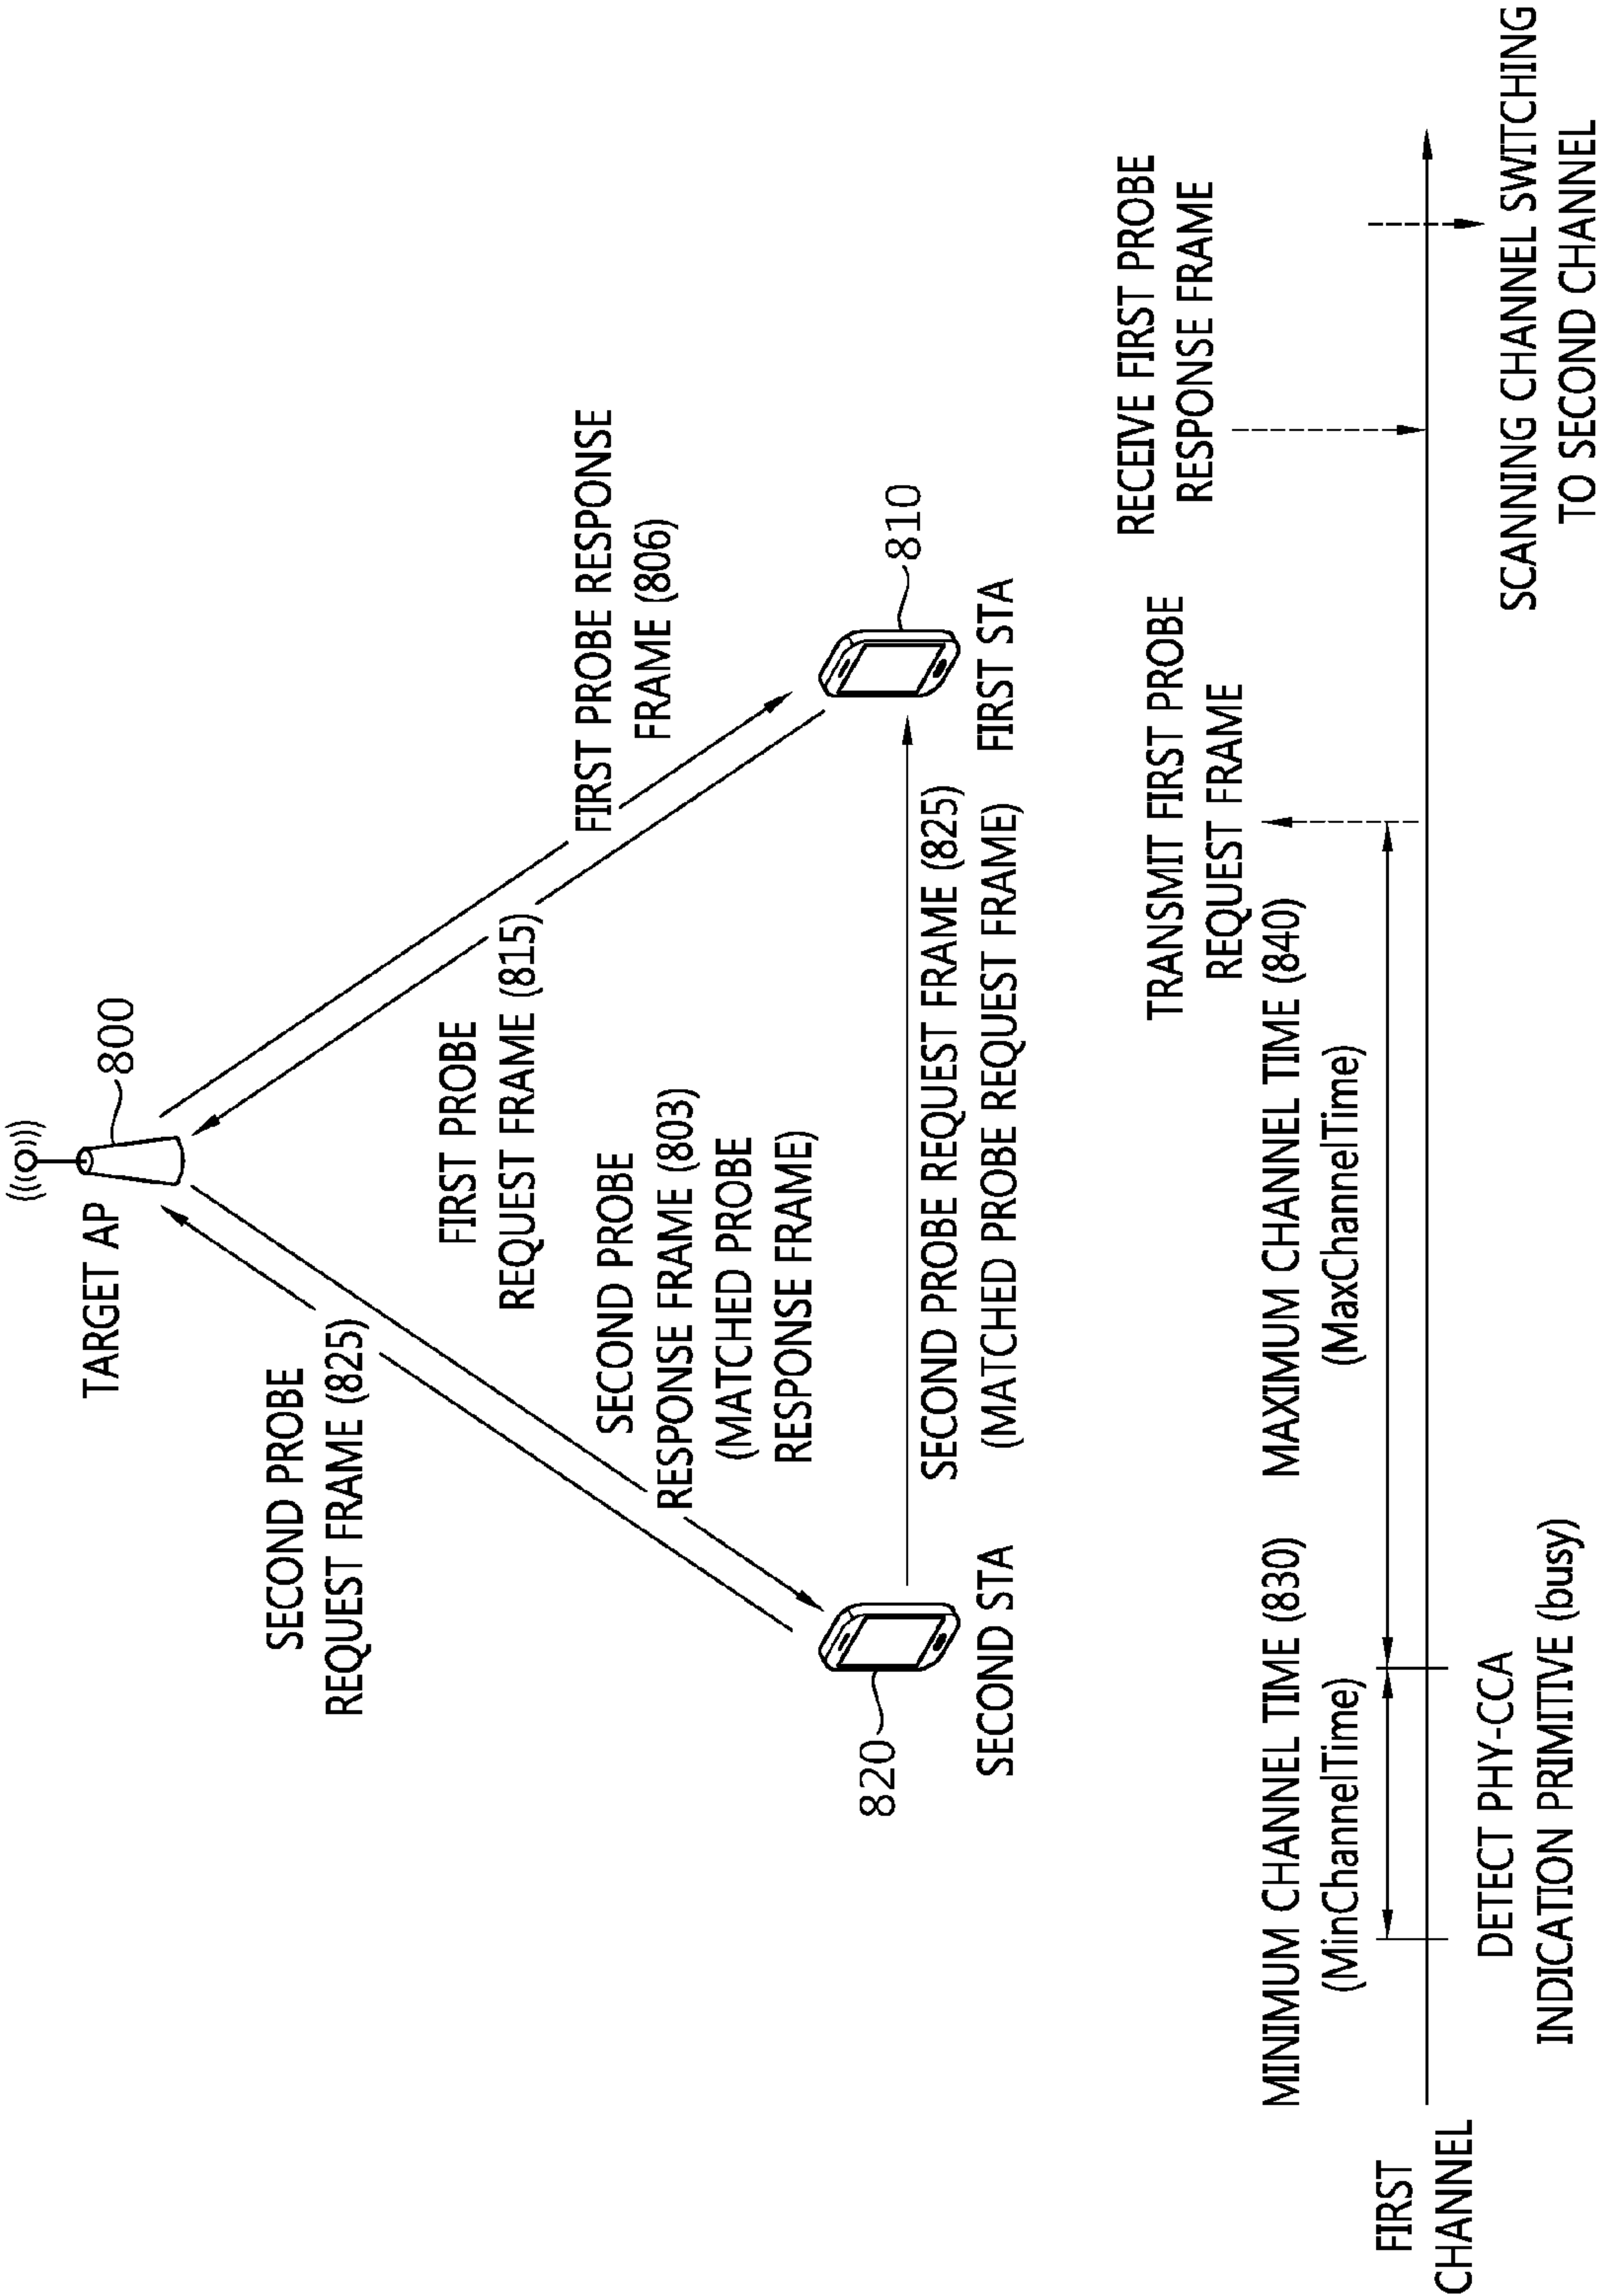 TARGET AP
800
SECOND PROBE
REQUEST FRAME (825)
FIRST PROBE
REQUEST FRAME (815)
FIRST PROBE RESPONSE
FRAME (806)
SECOND PROBE
RESPONSE FRAME (803)
(MATCHED PROBE
RESPONSE FRAME)
820
810
SECOND STA
SECOND PROBE REQUEST FRAME (825)
(MATCHED PROBE REQUEST FRAME)
FIRST STA
MINIMUM CHANNEL TIME (830)
(MinChannelTime)
MAXIMUM CHANNEL TIME (840)
(MaxChannelTime)
TRANSMIT FIRST PROBE
REQUEST FRAME
RECEIVE FIRST PROBE
RESPONSE FRAME
FIRST
CHANNEL
DETECT PHY-CCA
INDICATION PRIMITIVE (busy)
SCANNING CHANNEL SWITCHING
TO SECOND CHANNEL